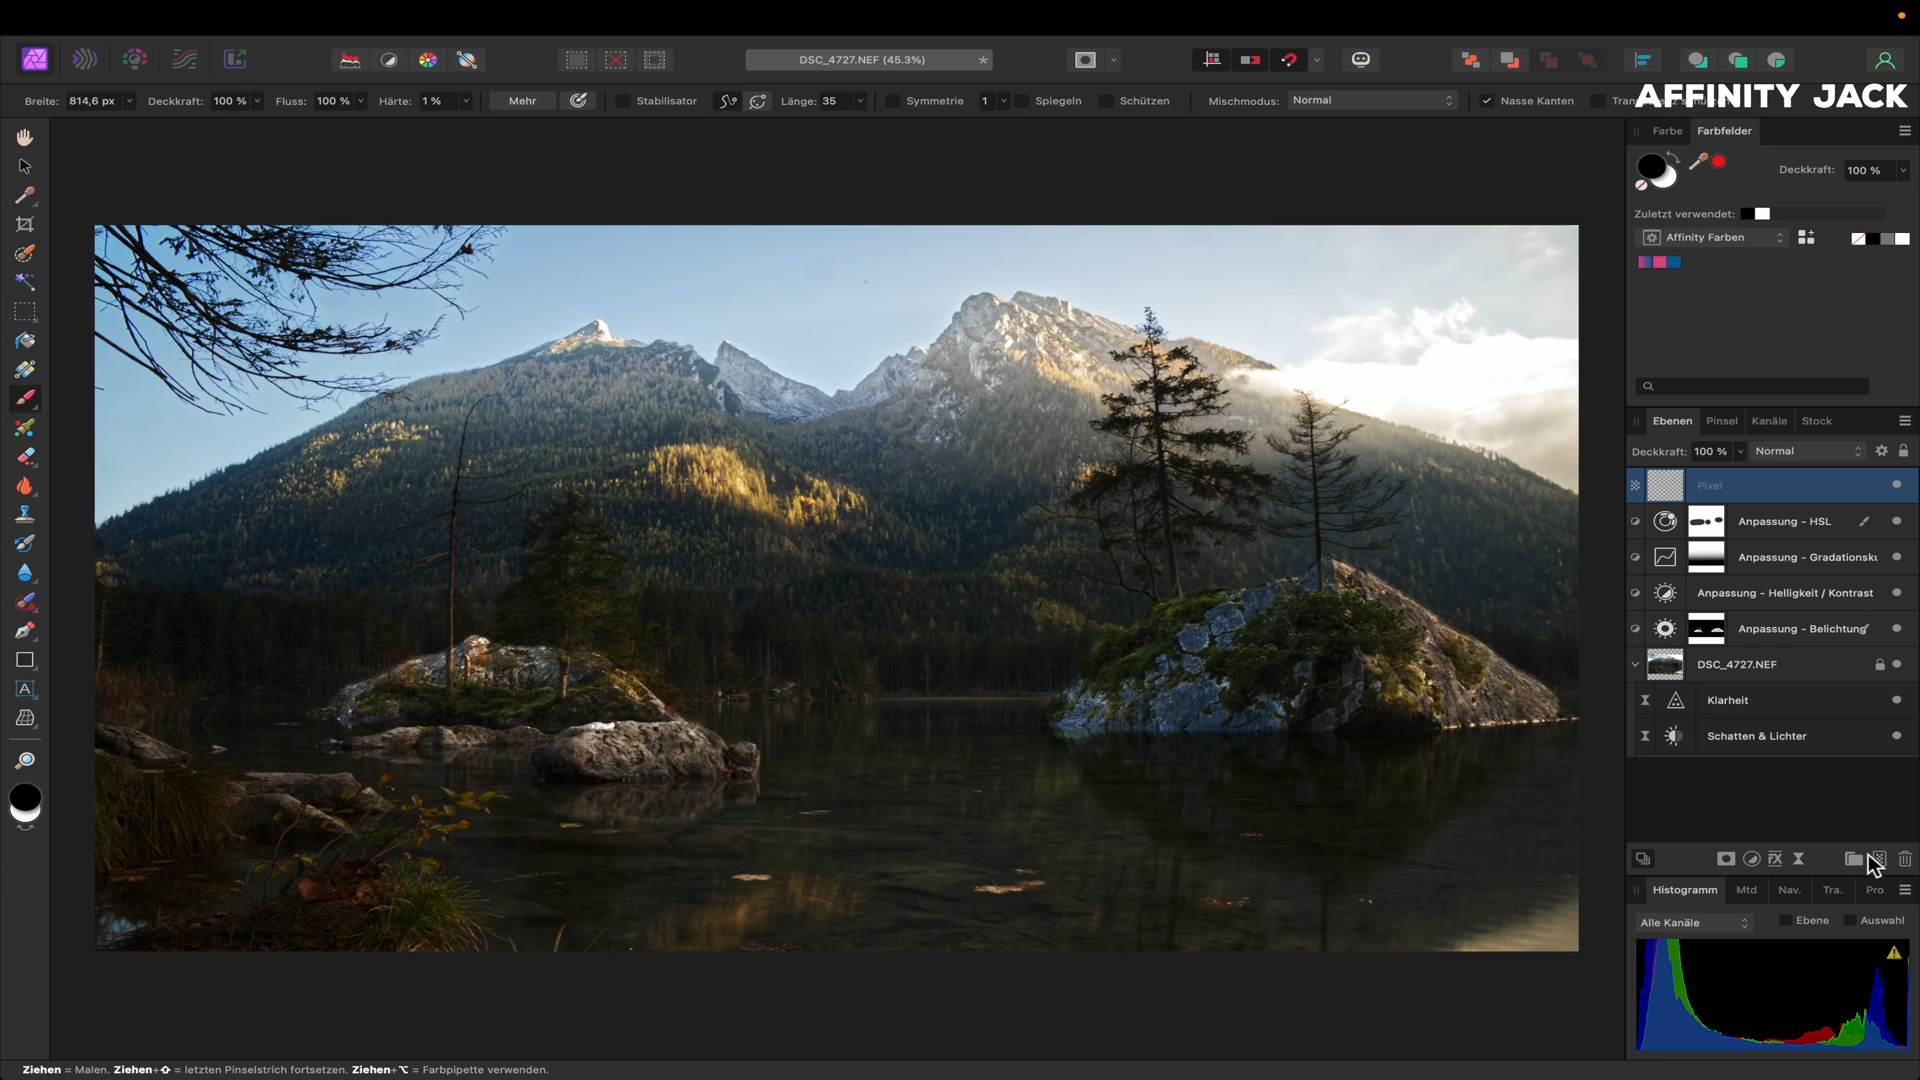 DSC_4727.NEF (45.3%)
Breite: 814,6 px Deckkraft: 100 % Fluss: 100 % Härte: 1 % Mehr Stabilisator Länge: 35 Symmetrie 1 Spiegeln Schützen Mischmodus: Normal Nasse Kanten
AFFINITY JACK
Farbe Farbfelder
Deckkraft: 100 %
Zuletzt verwendet:
Affinity Farben
Ebenen Pinsel Kanäle Stock
Deckkraft: 100 % Normal
Pixel
Anpassung - HSL
Anpassung - Gradationsku
Anpassung - Helligkeit / Kontrast
Anpassung - Belichtung
DSC_4727.NEF
Klarheit
Schatten & Lichter
Histogramm Mtd Nav. Tra. Pro
Alle Kanäle Ebene Auswahl
Ziehen = Malen. Ziehen+⇧ = letzten Pinselstrich fortsetzen. Ziehen+⌥ = Farbpipette verwenden.